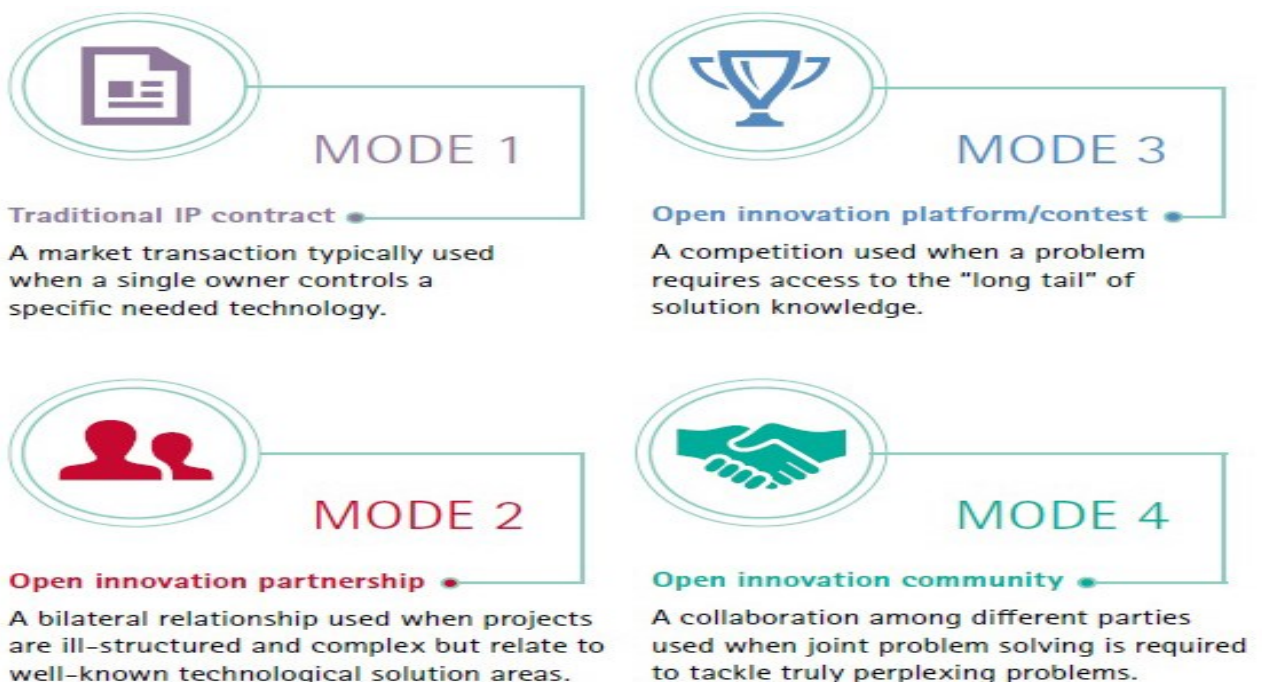 MODE 1
Traditional IP contract
A market transaction typically used
when a single owner controls a
specific needed technology.
MODE 2
Open innovation partnership
A bilateral relationship used when projects
are ill-structured and complex but relate to
well-known technological solution areas.
MODE 3
Open innovation platform/contest
A competition used when a problem
requires access to the “long tail” of
solution knowledge.
MODE 4
Open innovation community
A collaboration among different parties
used when joint problem solving is required
to tackle truly perplexing problems.